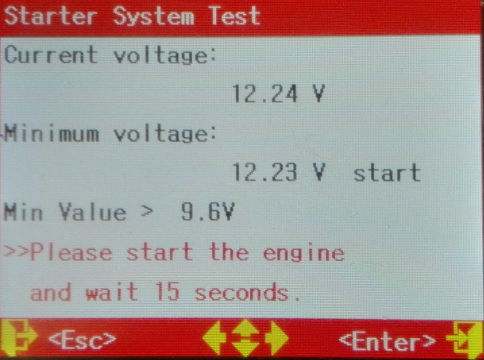 Starter System Test
Current voltage:
12.24 V
Minimum voltage:
12.23 V start
Min Value > 9.6V
>>Please start the engine
and wait 15 seconds.
<Esc> <Enter>